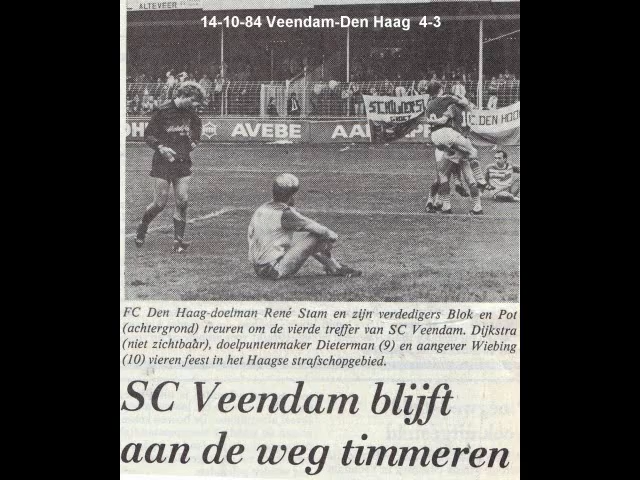 ALTEVEER
14-10-84 Veendam-Den Haag 4-3
AVEBE
DEN HOORN
FC Den Haag-doelman René Stam en zijn verdedigers Blok en Pot
(achtergrond) treuren om de vierde treffer van SC Veendam. Dijkstra
(niet zichtbaar), doelpuntenmaker Dieterman (9) en aangever Wiebing
(10) vieren feest in het Haagse strafschopgebied.
SC Veendam blijft
aan de weg timmeren